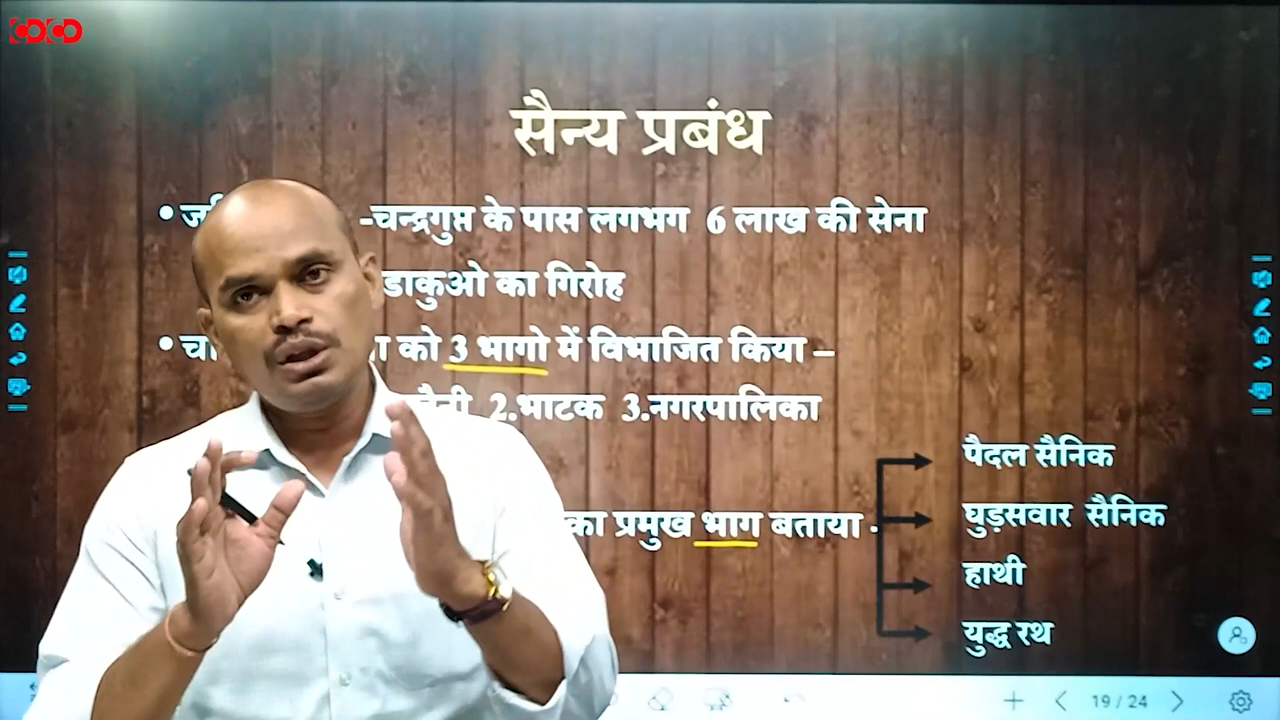 सैन्य प्रबंध
-चन्द्रगुप्त के पास लगभग 6 लाख की सेना
डाकुओ का गिरोह
को 3 भागो में विभाजित किया –
2.भाटक 3.नगरपालिका
पैदल सैनिक
घुड़सवार सैनिक
का प्रमुख भाग बताया -
हाथी
युद्ध रथ
19 / 24